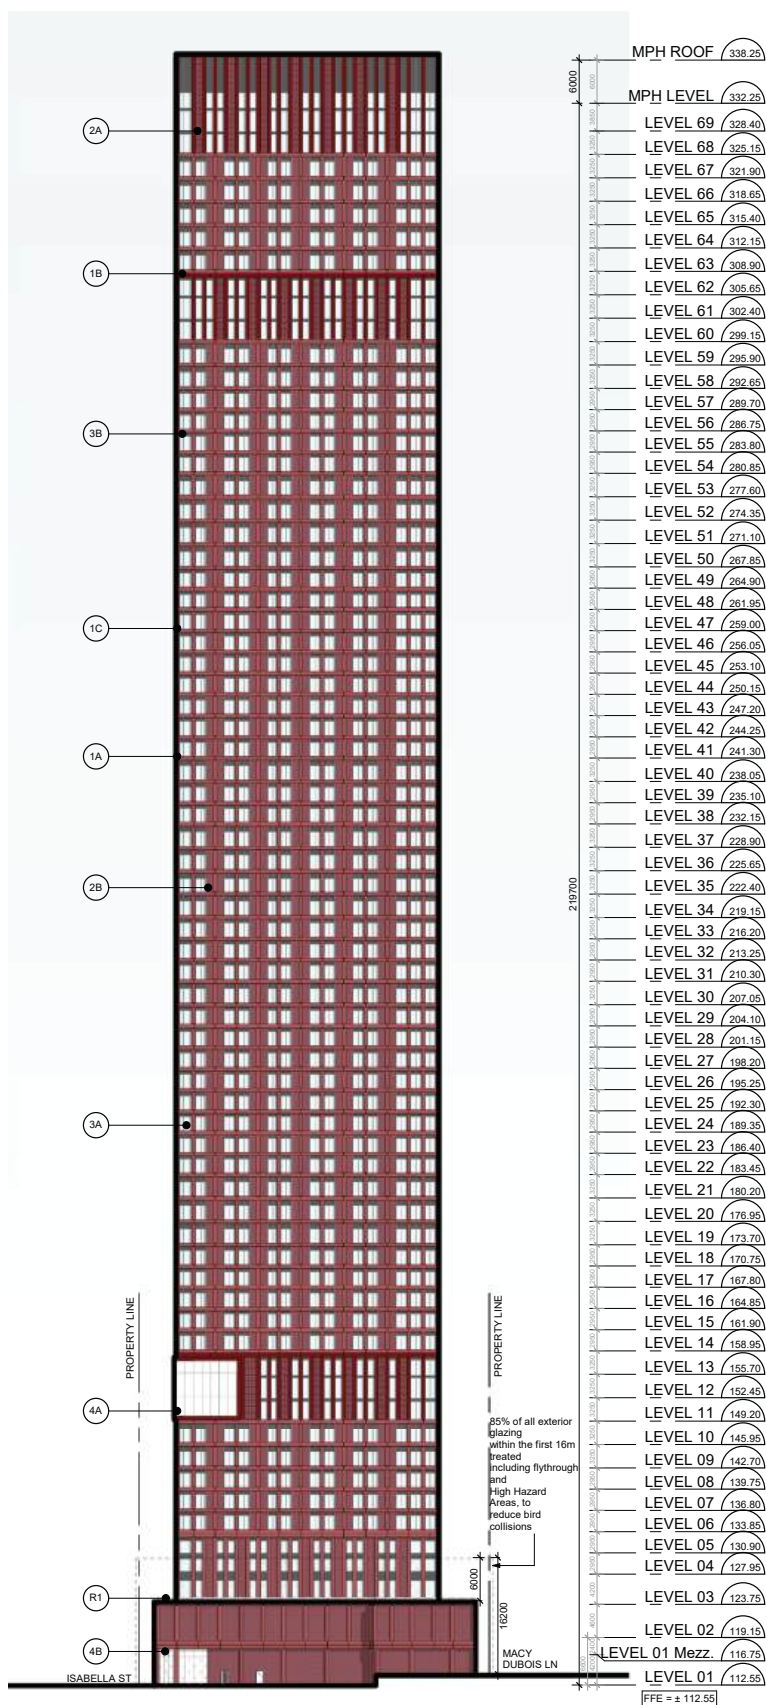 MPH ROOF 338.25
6000
6000
MPH LEVEL 332.25
3850
LEVEL 69 328.40
2A
LEVEL 68 325.15
LEVEL 67 321.90
LEVEL 66 318.65
LEVEL 65 315.40
LEVEL 64 312.15
LEVEL 63 308.90
1B
LEVEL 62 305.65
LEVEL 61 302.40
LEVEL 60 299.15
LEVEL 59 295.90
LEVEL 58 292.65
LEVEL 57 289.70
LEVEL 56 286.75
3B
LEVEL 55 283.80
LEVEL 54 280.85
LEVEL 53 277.60
LEVEL 52 274.35
LEVEL 51 271.10
LEVEL 50 267.85
LEVEL 49 264.90
LEVEL 48 261.95
LEVEL 47 259.00
1C
LEVEL 46 256.05
LEVEL 45 253.10
LEVEL 44 250.15
LEVEL 43 247.20
LEVEL 42 244.25
LEVEL 41 241.30
1A
LEVEL 40 238.05
LEVEL 39 235.10
LEVEL 38 232.15
LEVEL 37 228.90
LEVEL 36 225.65
LEVEL 35 222.40
2B
219700
LEVEL 34 219.15
LEVEL 33 216.20
LEVEL 32 213.25
LEVEL 31 210.30
LEVEL 30 207.05
LEVEL 29 204.10
LEVEL 28 201.15
LEVEL 27 198.20
LEVEL 26 195.25
LEVEL 25 192.30
LEVEL 24 189.35
3A
LEVEL 23 186.40
LEVEL 22 183.45
LEVEL 21 180.20
LEVEL 20 176.95
LEVEL 19 173.70
LEVEL 18 170.75
LEVEL 17 167.80
LEVEL 16 164.85
LEVEL 15 161.90
LEVEL 14 158.95
PROPERTY LINE
PROPERTY LINE
LEVEL 13 155.70
LEVEL 12 152.45
LEVEL 11 149.20
4A
LEVEL 10 145.95
LEVEL 09 142.70
LEVEL 08 139.75
LEVEL 07 136.80
LEVEL 06 133.85
LEVEL 05 130.90
LEVEL 04 127.95
85% of all exterior
glazing
within the first 16m
treated
including flythrough
and
High Hazard
Areas, to
reduce bird
collisions
6000
16200
4200
R1
LEVEL 03 123.75
4600
LEVEL 02 119.15
4B
LEVEL 01 Mezz. 116.75
MACY
DUBOIS LN
ISABELLA ST
LEVEL 01 112.55
FFE = ± 112.55